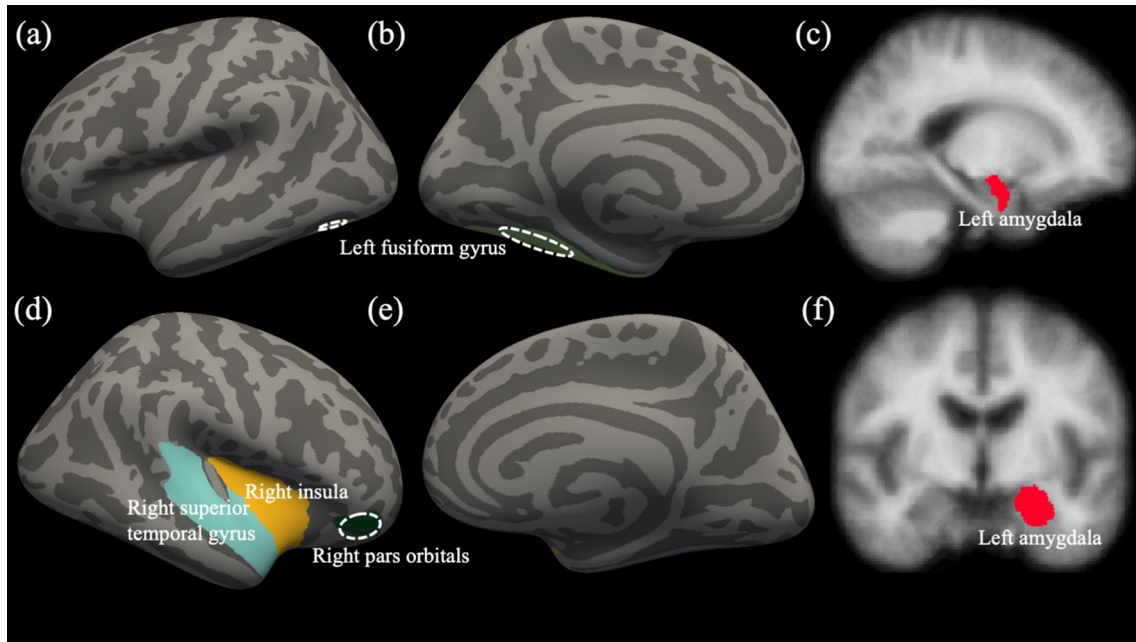 (a)
(b)
(c)
Left fusiform gyrus
Left amygdala
(d)
(e)
(f)
Right insula
Right superior
temporal gyrus
Right pars orbitals
Left amygdala